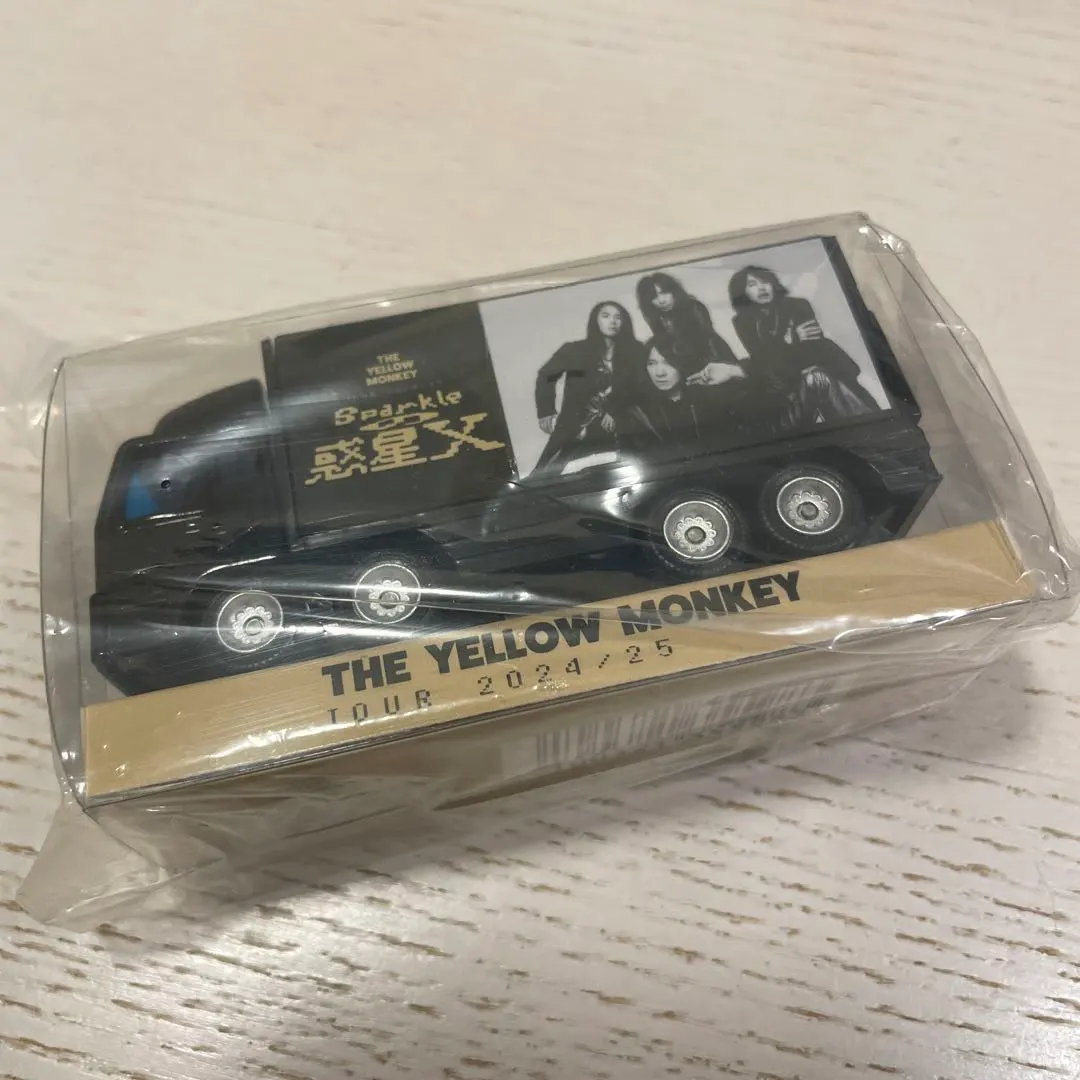 THE
YELLOW
MONKEY
Sparkle
惑星X
THE YELLOW MONKEY
TOUR 2024/25